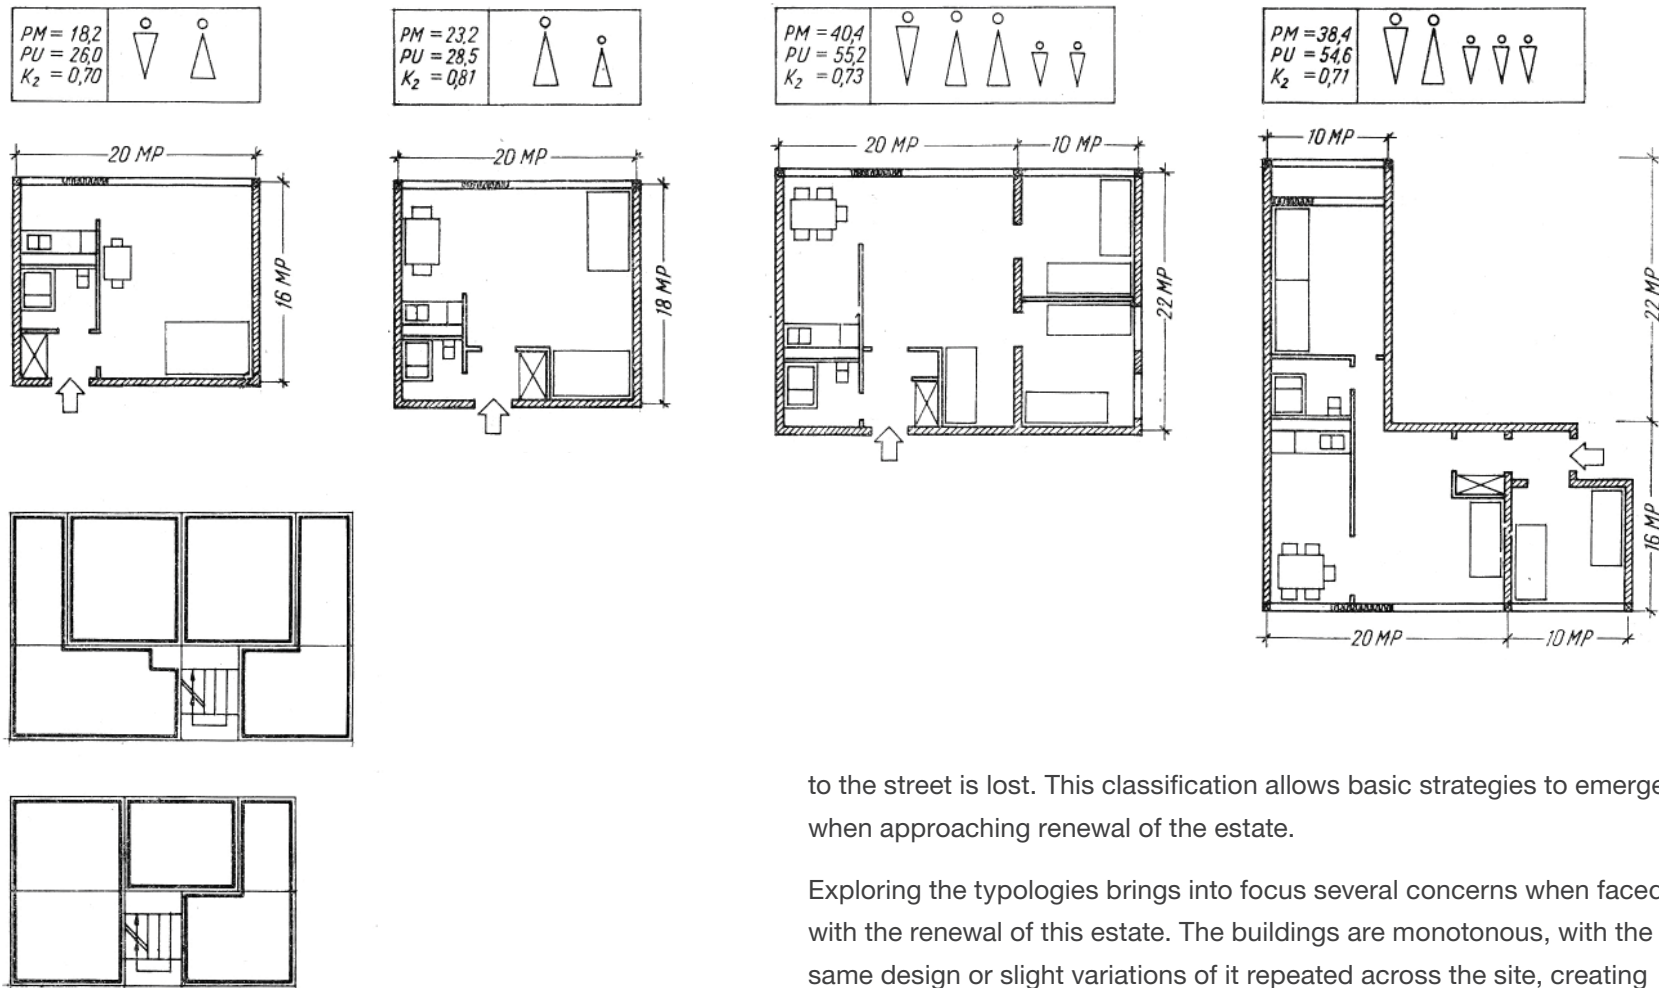 PM = 18,2
PU = 26,0
K₂ = 0,70
PM = 23,2
PU = 28,5
K₂ = 0,81
PM = 40,4
PU = 55,2
K₂ = 0,73
PM = 38,4
PU = 54,6
K₂ = 0,71
20 MP
16 MP
20 MP
18 MP
20 MP
10 MP
22 MP
10 MP
22 MP
16 MP
20 MP
10 MP
to the street is lost. This classification allows basic strategies to emerge
when approaching renewal of the estate.
Exploring the typologies brings into focus several concerns when faced
with the renewal of this estate. The buildings are monotonous, with the
same design or slight variations of it repeated across the site, creating